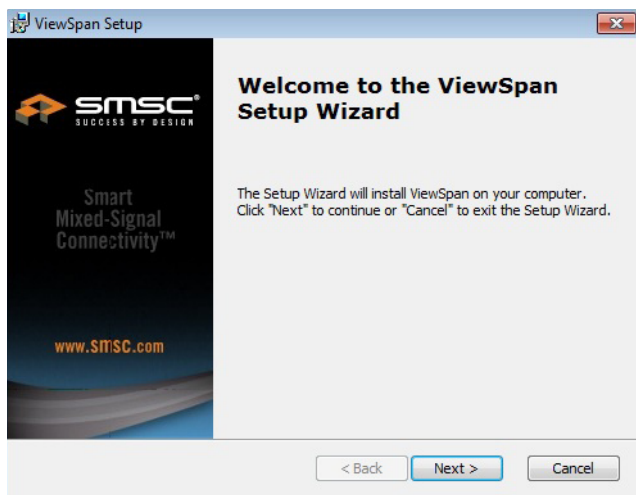 ViewSpan Setup
smsc®
SUCCESS BY DESIGN
Smart
Mixed-Signal
Connectivity™
www.smsc.com
Welcome to the ViewSpan
Setup Wizard
The Setup Wizard will install ViewSpan on your computer.
Click "Next" to continue or "Cancel" to exit the Setup Wizard.
< Back
Next >
Cancel